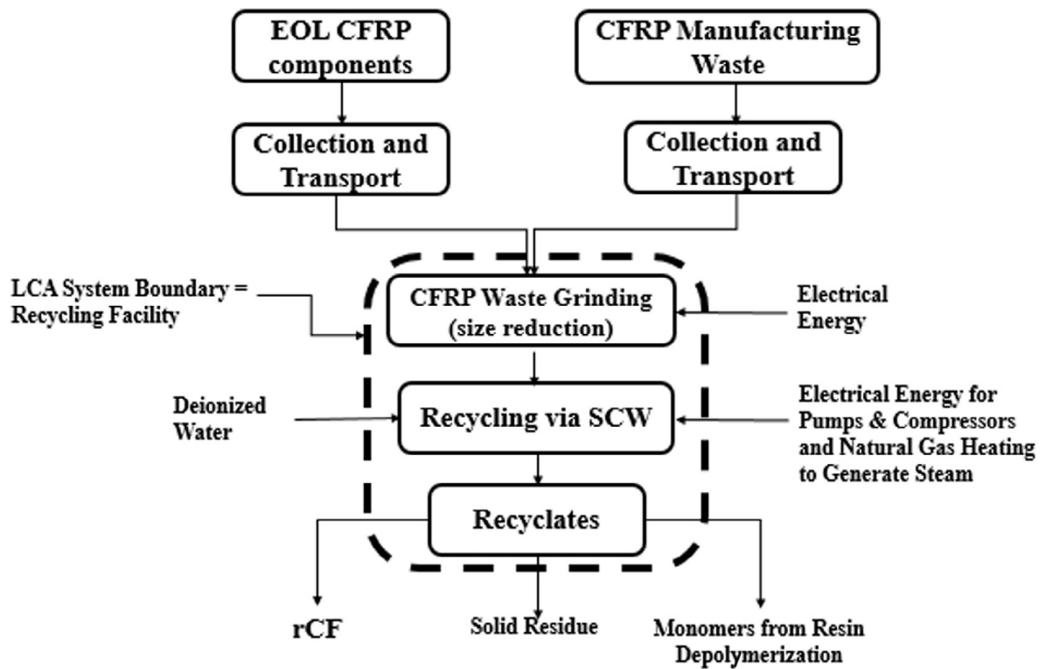 EOL CFRP
components
CFRP Manufacturing
Waste
Collection and
Transport
Collection and
Transport
LCA System Boundary =
Recycling Facility
CFRP Waste Grinding
(size reduction)
Electrical
Energy
Deionized
Water
Recycling via SCW
Electrical Energy for
Pumps & Compressors
and Natural Gas Heating
to Generate Steam
Recyclates
rCF
Solid Residue
Monomers from Resin
Depolymerization